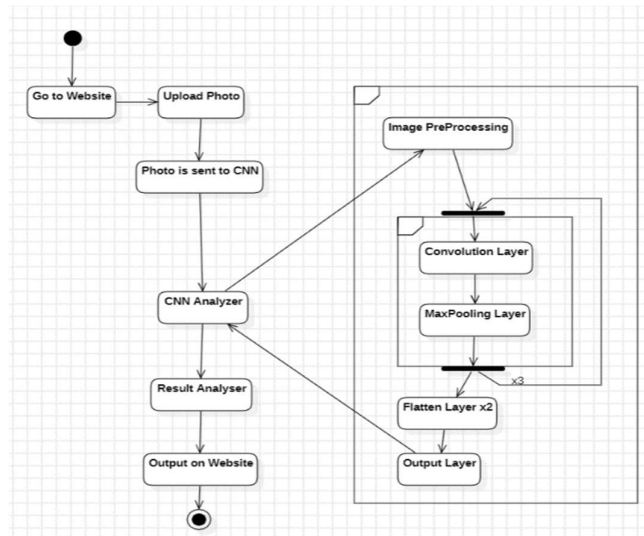 Go to Website
Upload Photo
Photo is sent to CNN
CNN Analyzer
Result Analyser
Output on Website
Image PreProcessing
Convolution Layer
MaxPooling Layer
x3
Flatten Layer x2
Output Layer